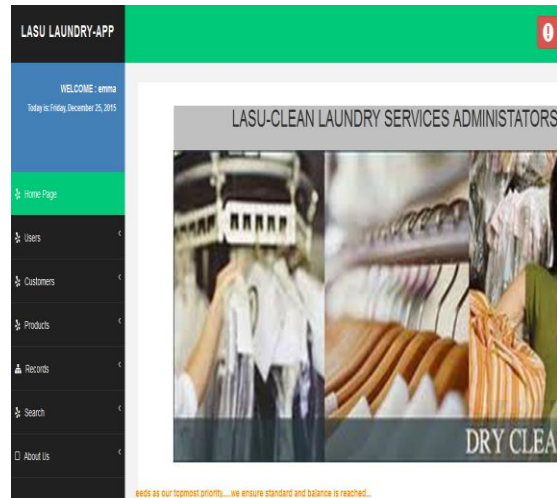 LASU LAUNDRY-APP
WELCOME : emma
Today is: Friday, December 25, 2015
LASU-CLEAN LAUNDRY SERVICES ADMINISTATORS
Home Page
Users
Customers
Products
Records
Search
About Us
DRY CLEA
eeds as our topmost priority.....we ensure standard and balance is reached...